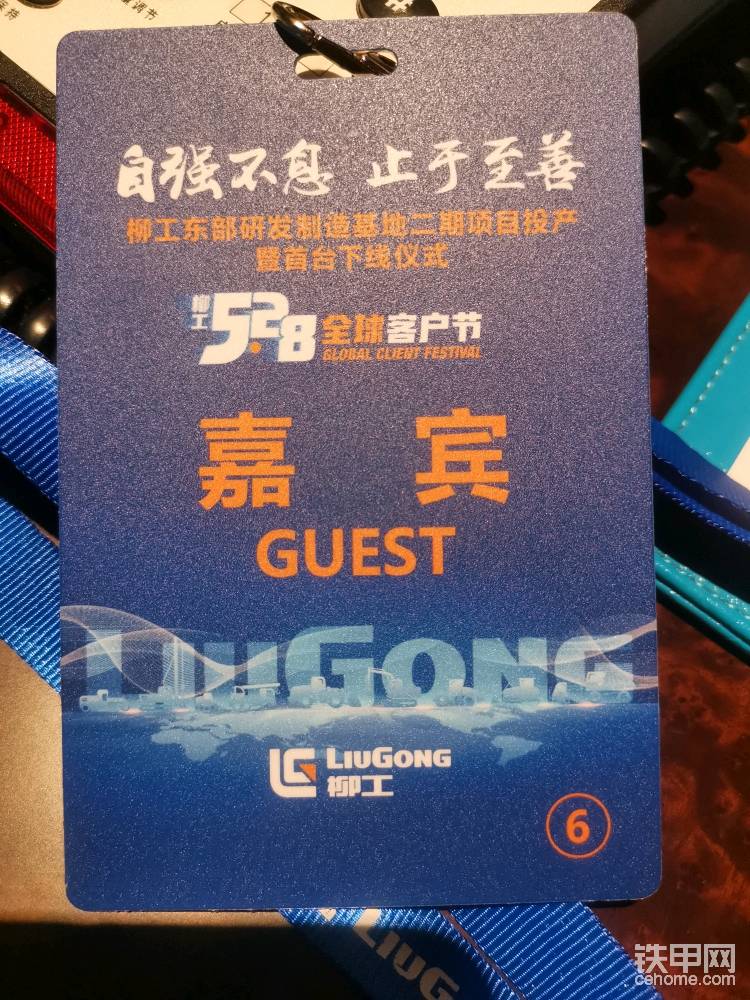 自强不息 止于至善
柳工东部研发制造基地二期项目投产
暨首台下线仪式
柳工 5·28 全球客户节
GLOBAL CLIENT FESTIVAL
嘉宾
GUEST
LIUGONG
LIUGONG
柳工
6
LIUGONG
铁甲网
cehome.com